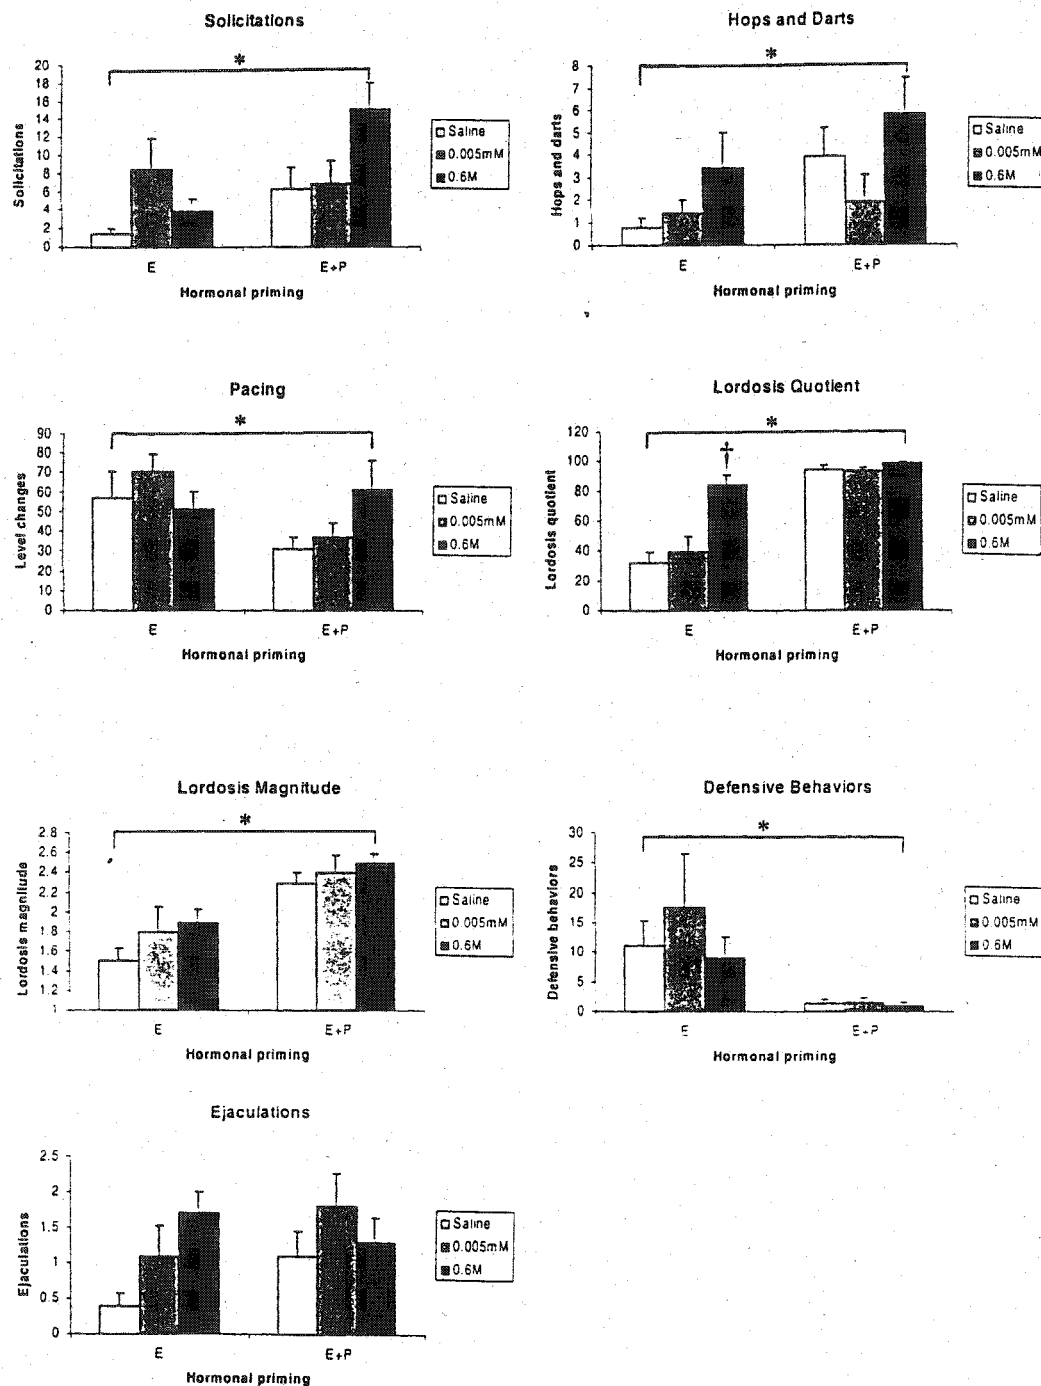 Solicitations
*
20
18
16
14
12
10
8
6
4
2
0
Solicitations
E
E+P
Hormonal priming
Saline
0.005mM
0.6M
Hops and Darts
*
8
7
6
5
4
3
2
1
0
Hops and darts
E
E+P
Hormonal priming
Saline
0.005mM
0.6M
Pacing
*
90
80
70
60
50
40
30
20
10
0
Level changes
E
E+P
Hormonal priming
Saline
0.005mM
0.6M
Lordosis Quotient
*
†
120
100
80
60
40
20
0
Lordosis quotient
E
E+P
Hormonal priming
Saline
0.005mM
0.6M
Lordosis Magnitude
*
2.8
2.6
2.4
2.2
2
1.8
1.6
1.4
1.2
1
Lordosis magnitude
E
E+P
Hormonal priming
Saline
0.005mM
0.6M
Defensive Behaviors
*
30
25
20
15
10
5
0
Defensive behaviors
E
E+P
Hormonal priming
Saline
0.005mM
0.6M
Ejaculations
2.5
2
1.5
1
0.5
0
Ejaculations
E
E+P
Hormonal priming
Saline
0.005mM
0.6M